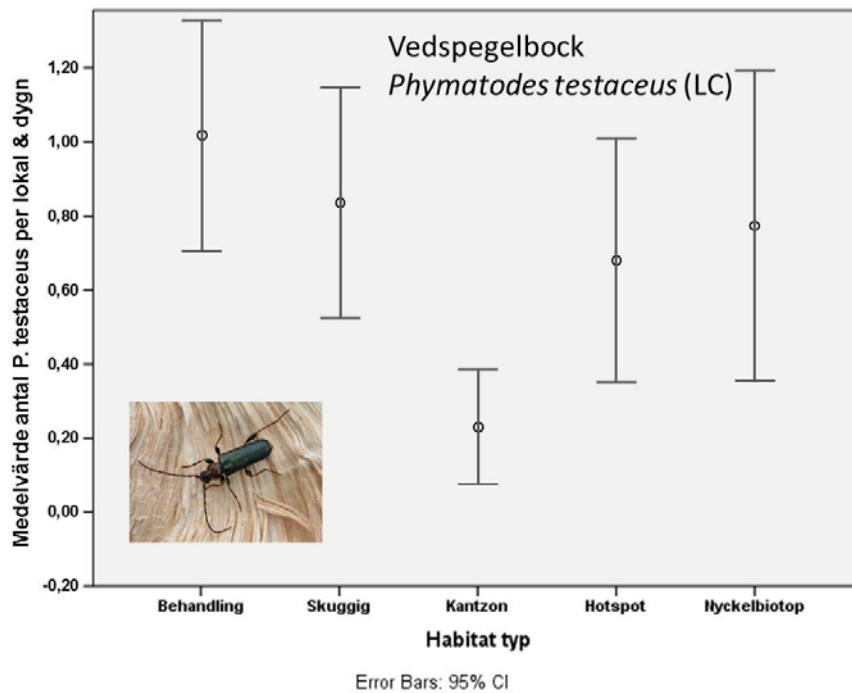 Vedspegelbock
Phymatodes testaceus (LC)
Medelvärde antal P. testaceus per lokal & dygn
1,20
1,00
0,80
0,60
0,40
0,20
0,00
-0,20
Behandling Skuggig Kantzon Hotspot Nyckelbiotop
Habitat typ
Error Bars: 95% CI